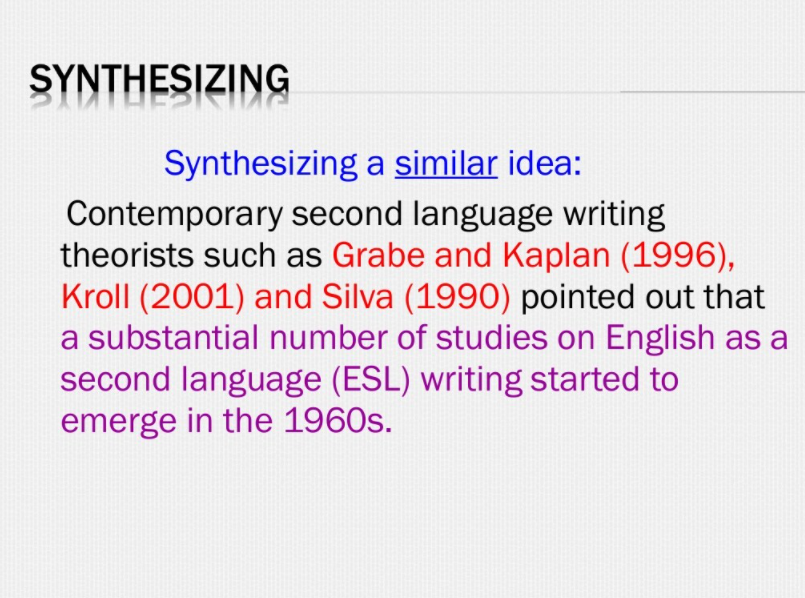 SYNTHESIZING
Synthesizing a similar idea:
Contemporary second language writing
theorists such as Grabe and Kaplan (1996),
Kroll (2001) and Silva (1990) pointed out that
a substantial number of studies on English as a
second language (ESL) writing started to
emerge in the 1960s.